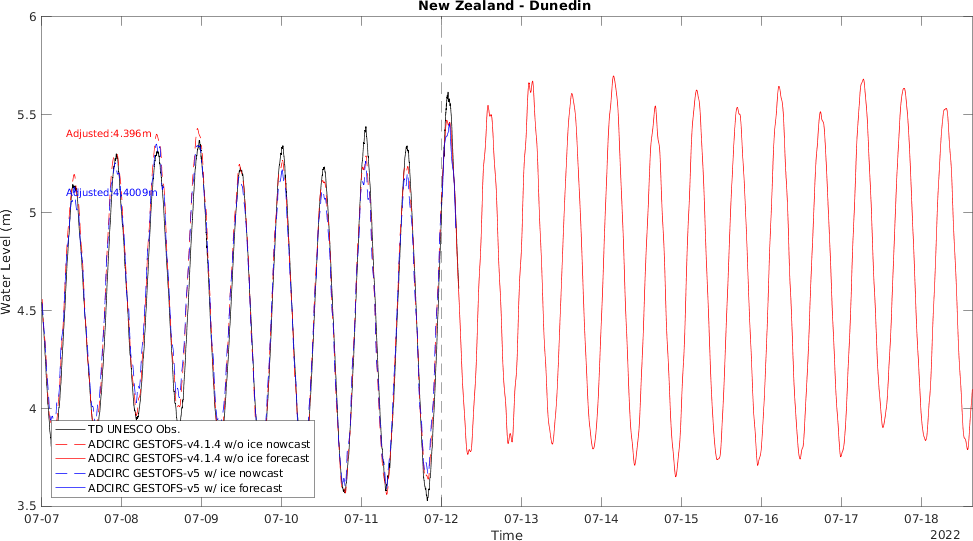 New Zealand - Dunedin
6
5.5
5
4.5
4
3.5
Water Level (m)
Adjusted:4.396m
Adjusted:4.4009m
TD UNESCO Obs.
ADCIRC GESTOFS-v4.1.4 w/o ice nowcast
ADCIRC GESTOFS-v4.1.4 w/o ice forecast
ADCIRC GESTOFS-v5 w/ ice nowcast
ADCIRC GESTOFS-v5 w/ ice forecast
07-07 07-08 07-09 07-10 07-11 07-12 07-13 07-14 07-15 07-16 07-17 07-18
Time
2022